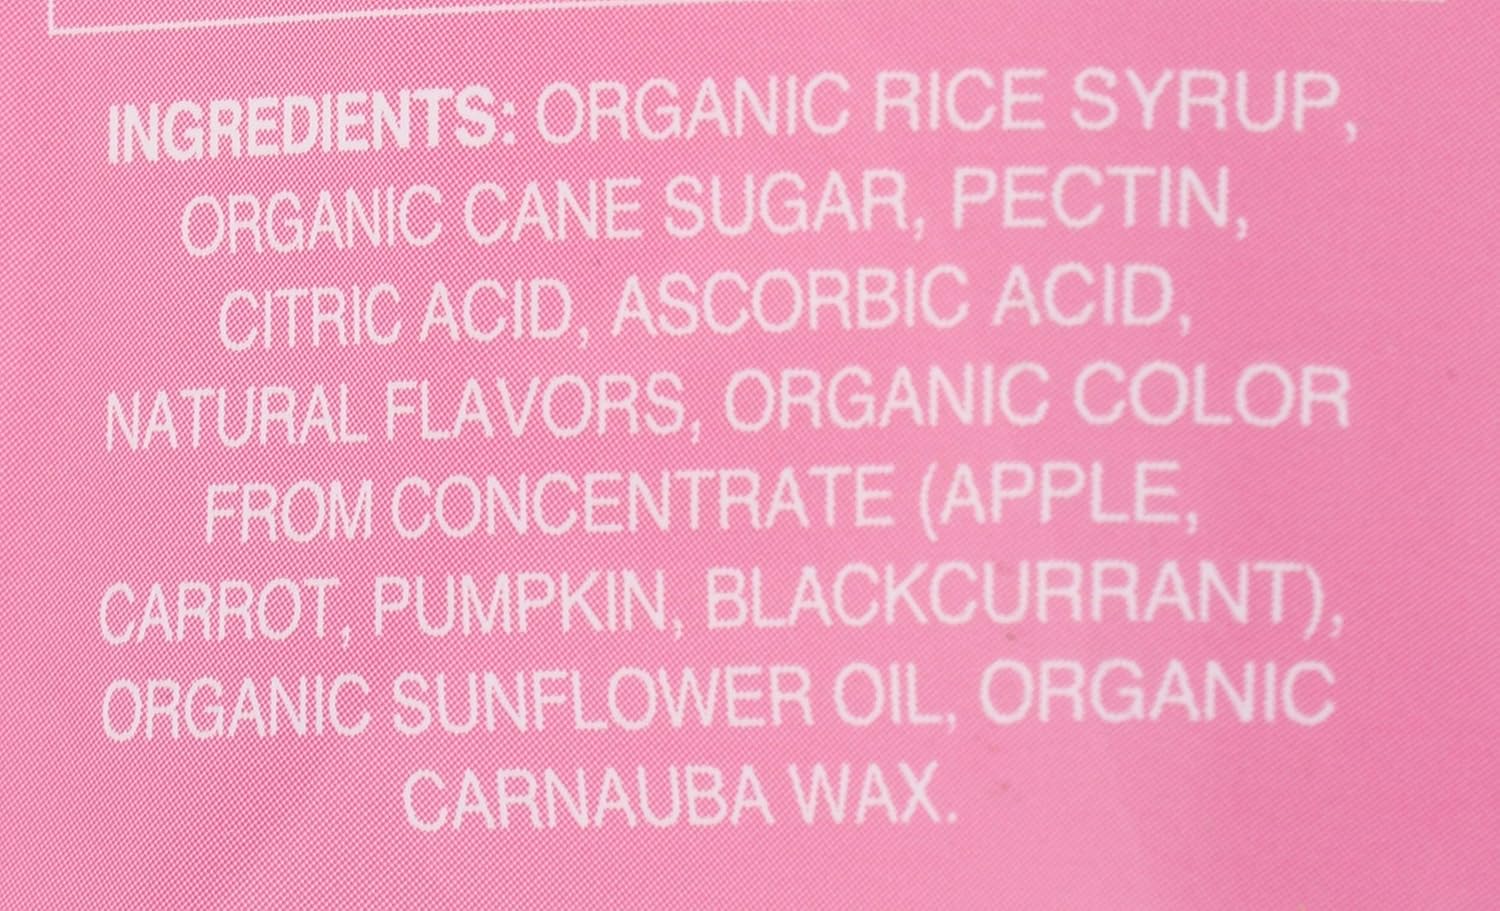 INGREDIENTS: ORGANIC RICE SYRUP,
ORGANIC CANE SUGAR, PECTIN,
CITRIC ACID, ASCORBIC ACID,
NATURAL FLAVORS, ORGANIC COLOR
FROM CONCENTRATE (APPLE,
CARROT, PUMPKIN, BLACKCURRANT),
ORGANIC SUNFLOWER OIL, ORGANIC
CARNAUBA WAX.